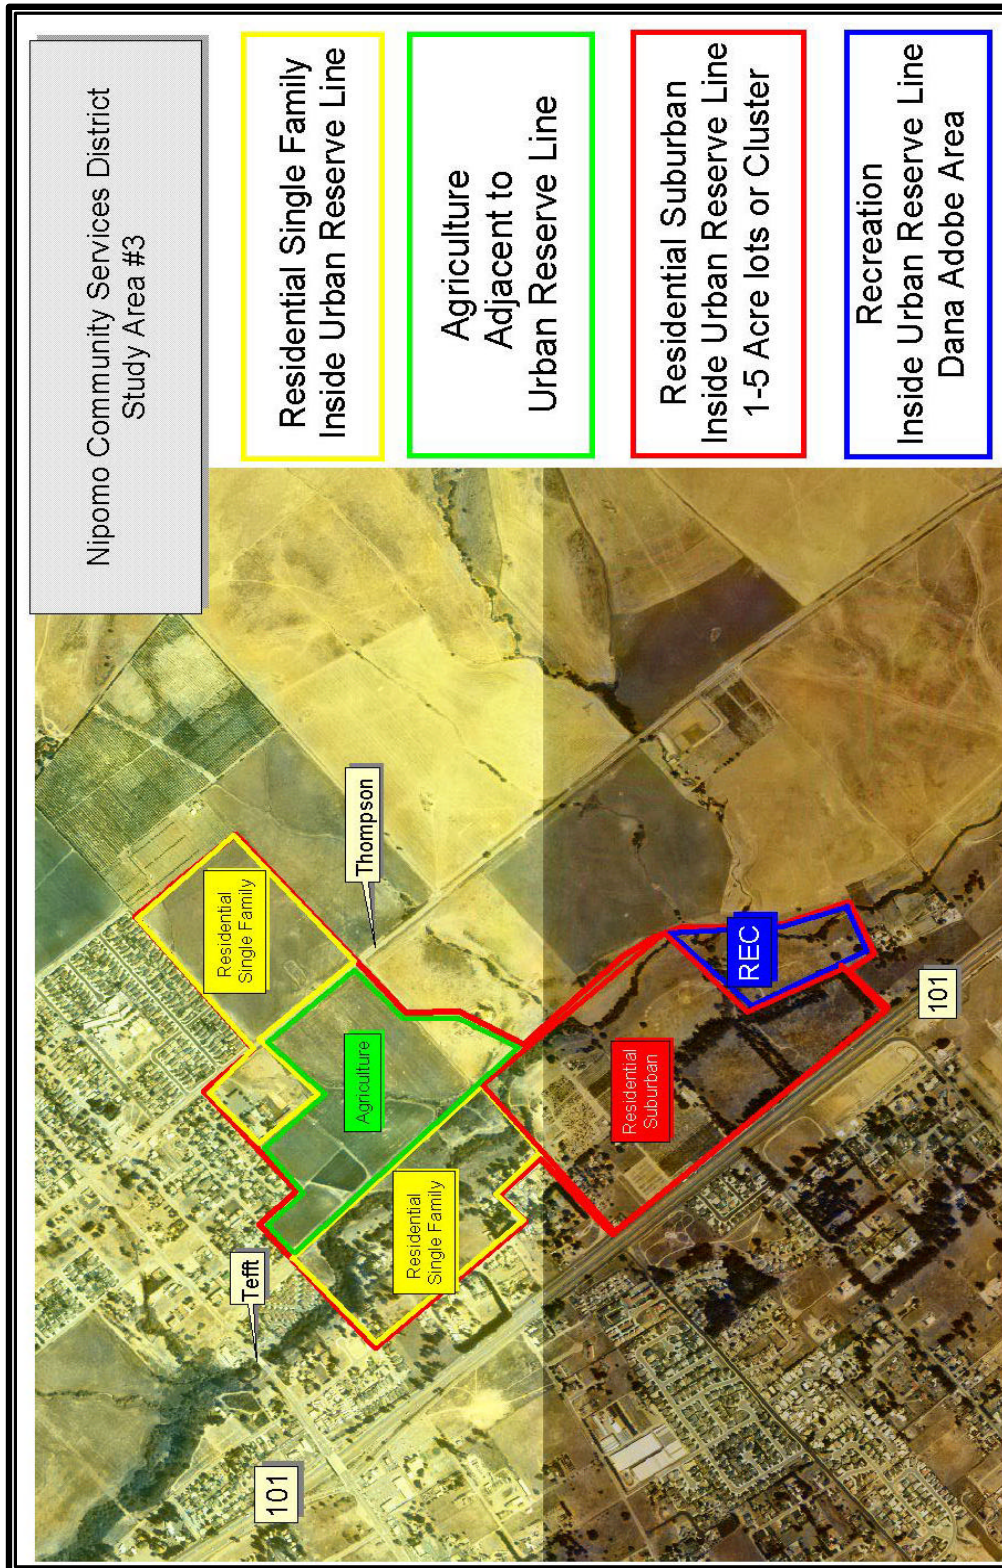 Nipomo Community Services District
Study Area #3
Residential Single Family
Inside Urban Reserve Line
Agriculture
Adjacent to
Urban Reserve Line
Residential Suburban
Inside Urban Reserve Line
1-5 Acre lots or Cluster
Recreation
Inside Urban Reserve Line
Dana Adobe Area
Residential
Single Family
Thompson
Agriculture
REC
Residential
Suburban
101
Residential
Single Family
Tefft
101